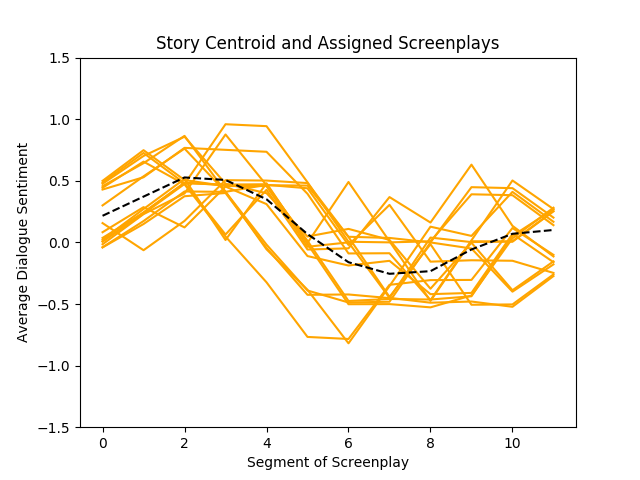 Story Centroid and Assigned Screenplays
1.5
1.0
0.5
0.0
−0.5
−1.0
−1.5
Average Dialogue Sentiment
0 2 4 6 8 10
Segment of Screenplay